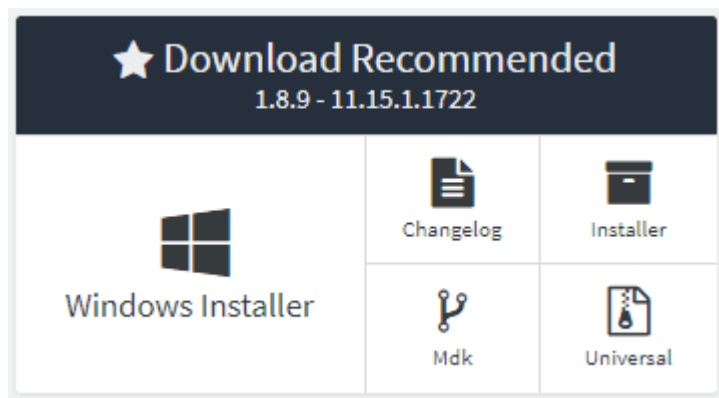 Download Recommended
1.8.9 - 11.15.1.1722
Windows Installer
Changelog
Installer
Mdk
Universal